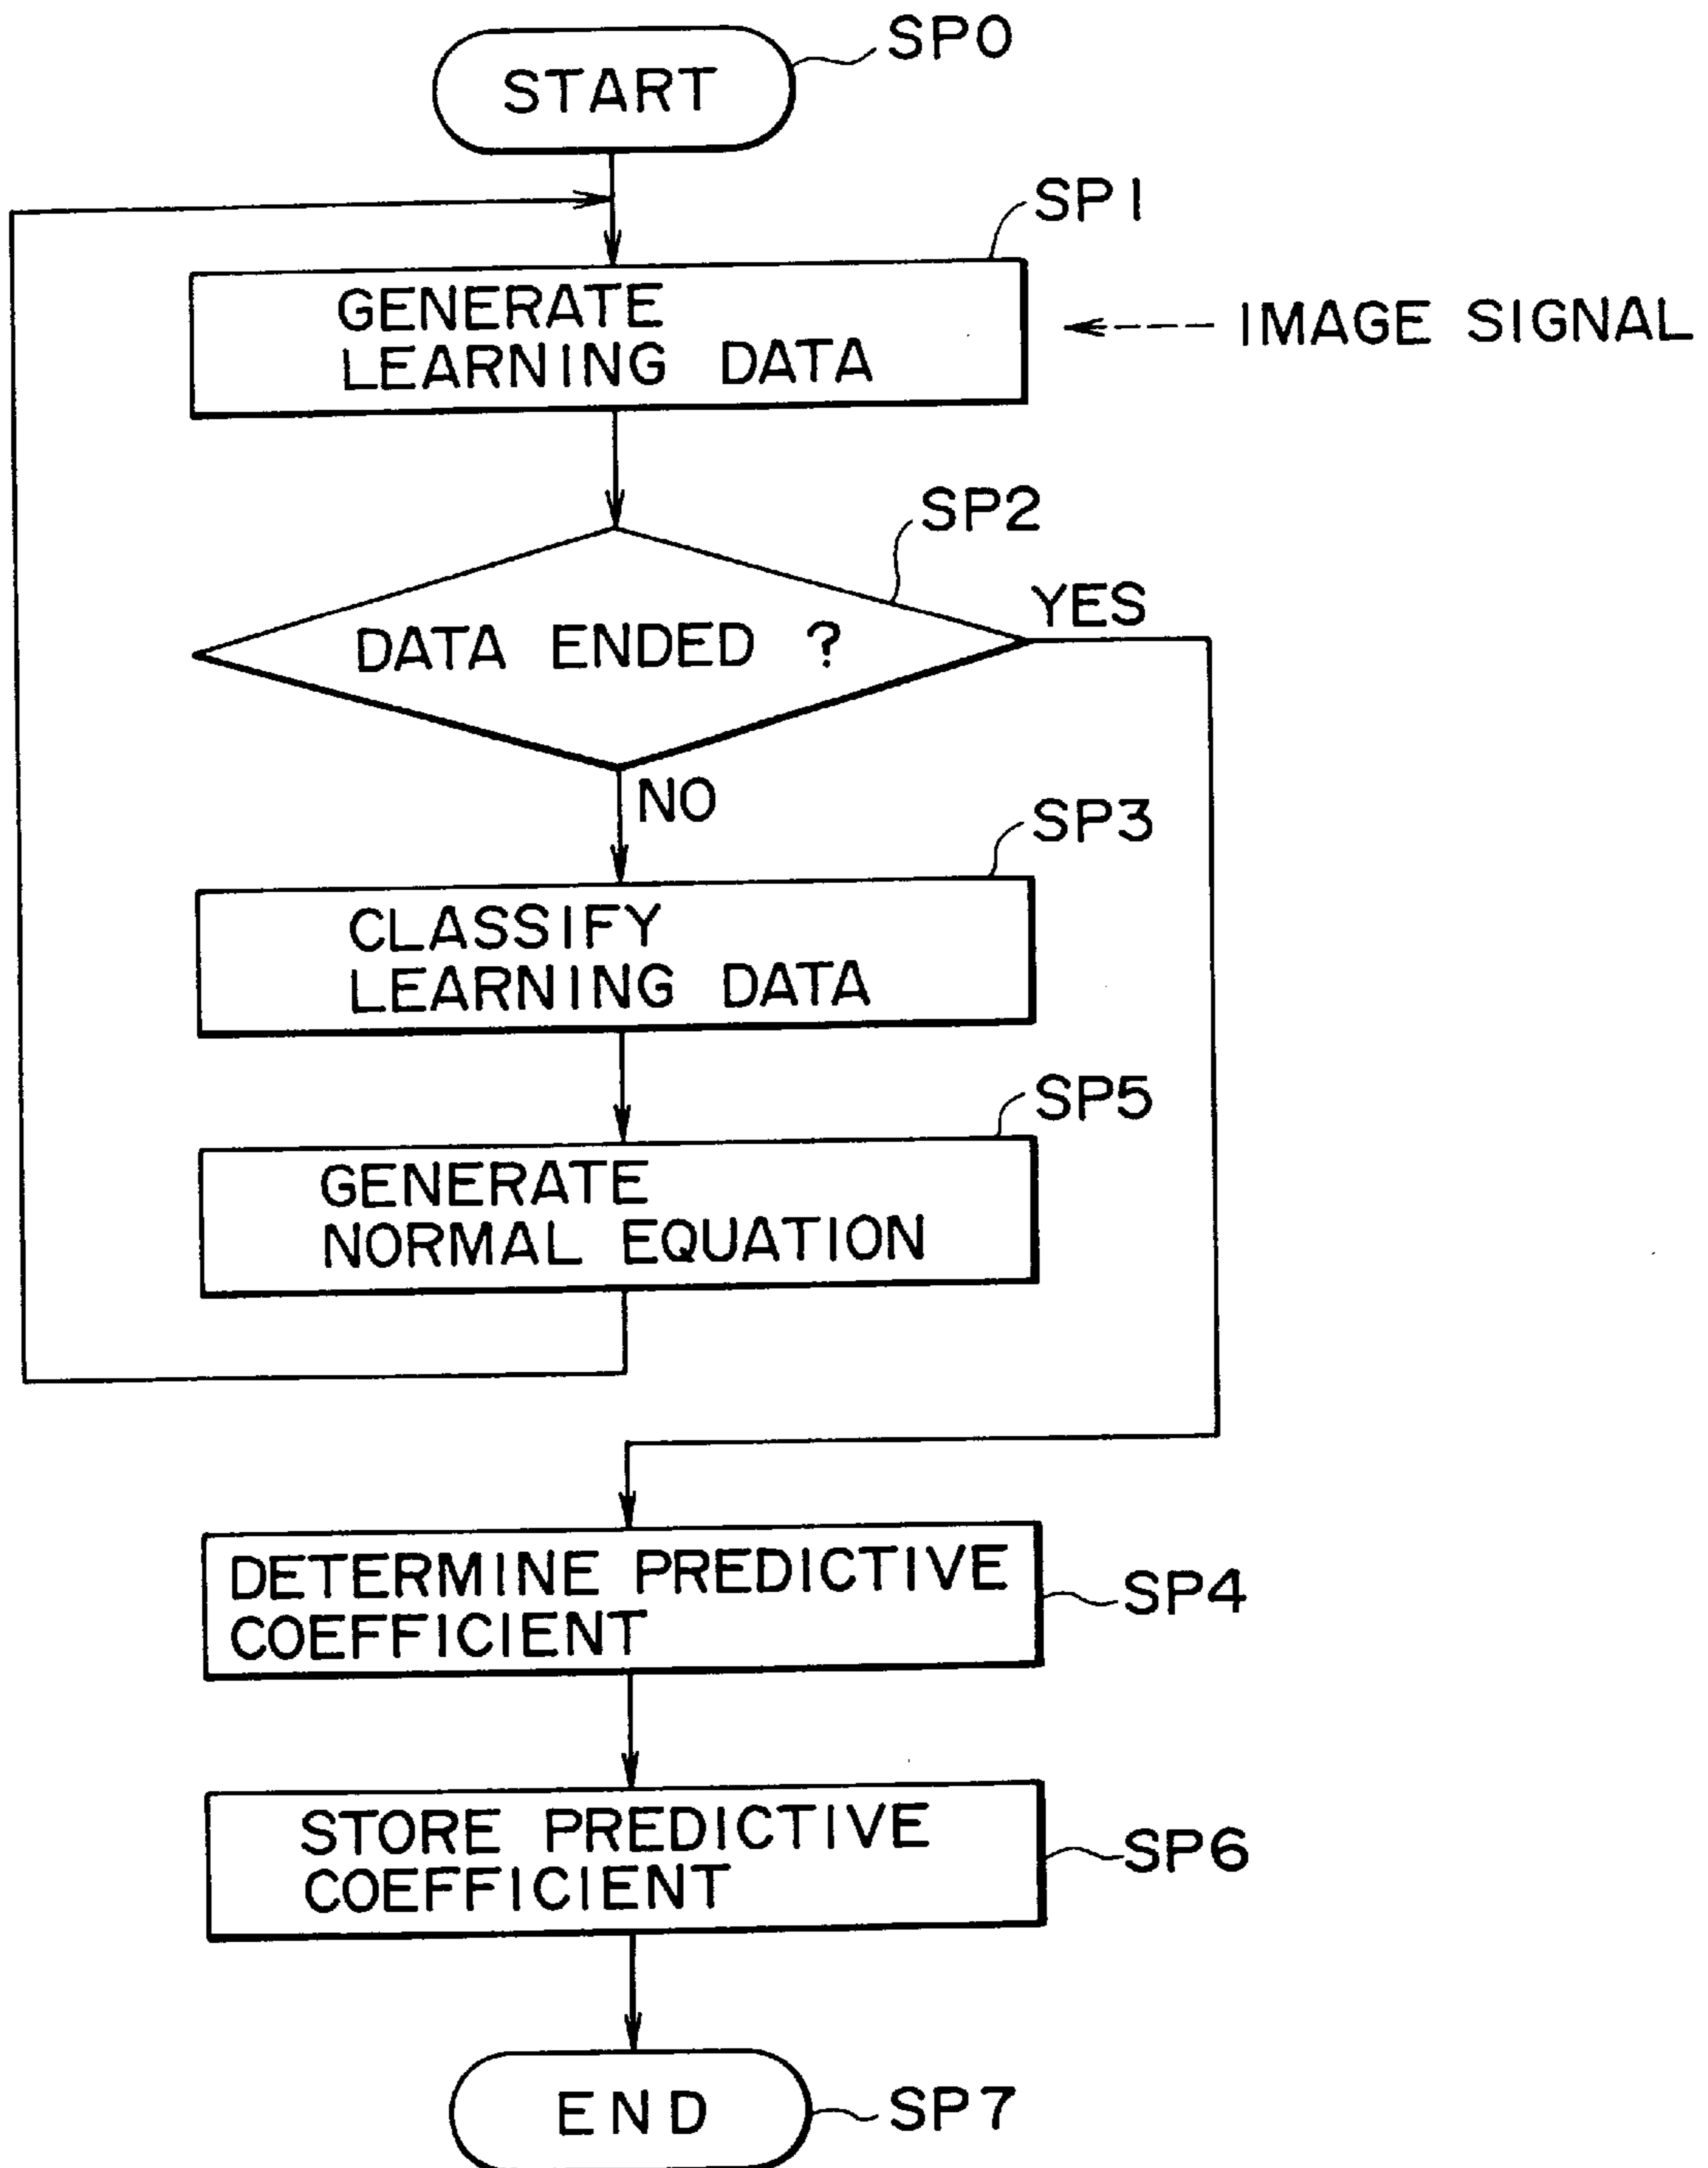 SP0
START
SP1
GENERATE
LEARNING DATA
IMAGE SIGNAL
SP2
YES
DATA ENDED ?
NO
SP3
CLASSIFY
LEARNING DATA
SP5
GENERATE
NORMAL EQUATION
DETERMINE PREDICTIVE
COEFFICIENT
SP4
STORE PREDICTIVE
COEFFICIENT
SP6
END
SP7